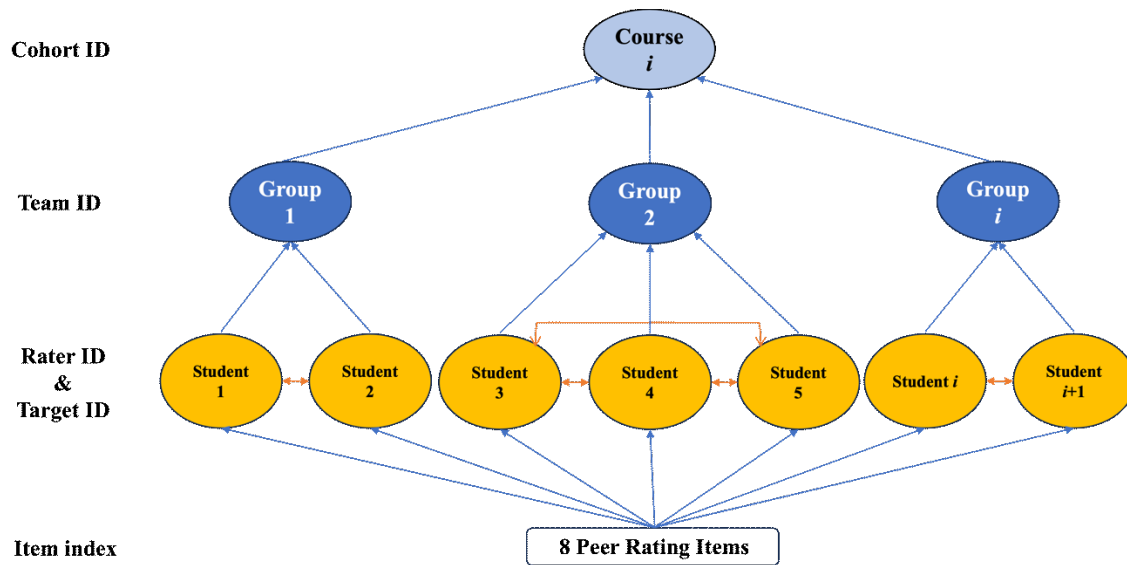 Cohort ID
Course
i
Team ID
Group
1
Group
2
Group
i
Rater ID
&
Target ID
Student
1
Student
2
Student
3
Student
4
Student
5
Student i
Student
i+1
Item index
8 Peer Rating Items